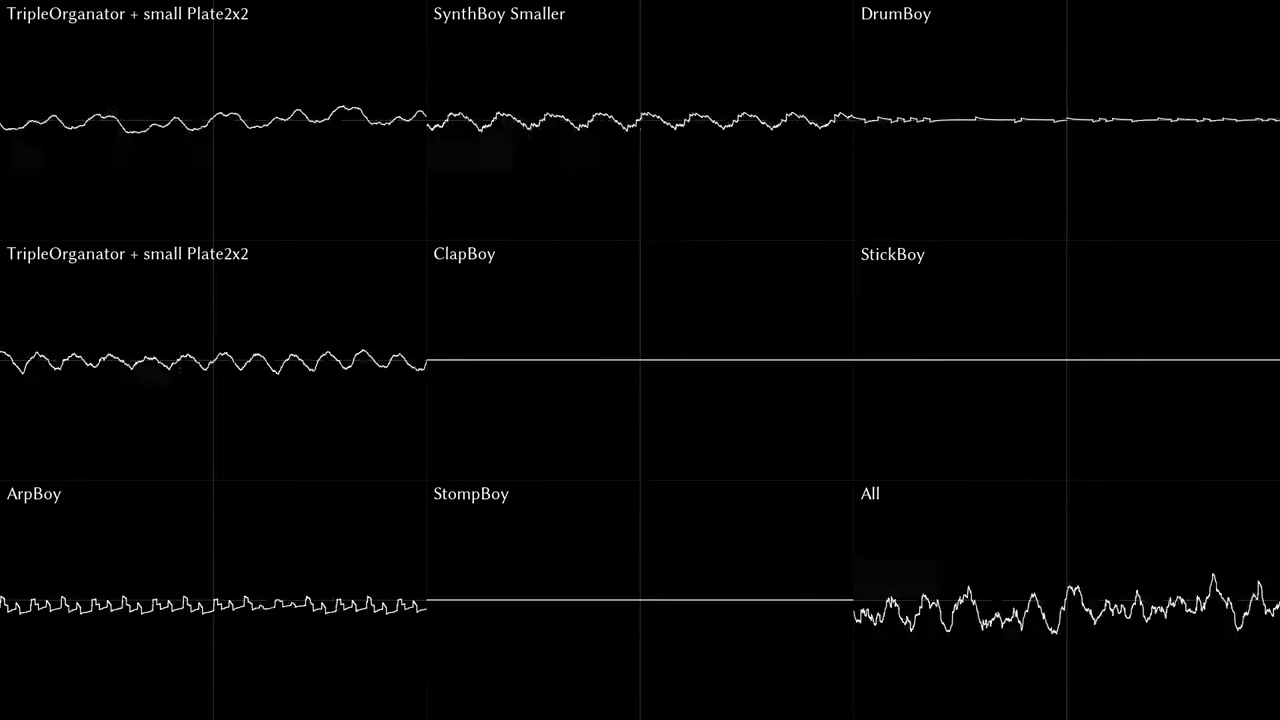 TripleOrganator + small Plate2x2
SynthBoy Smaller
DrumBoy
TripleOrganator + small Plate2x2
ClapBoy
StickBoy
ArpBoy
StompBoy
All